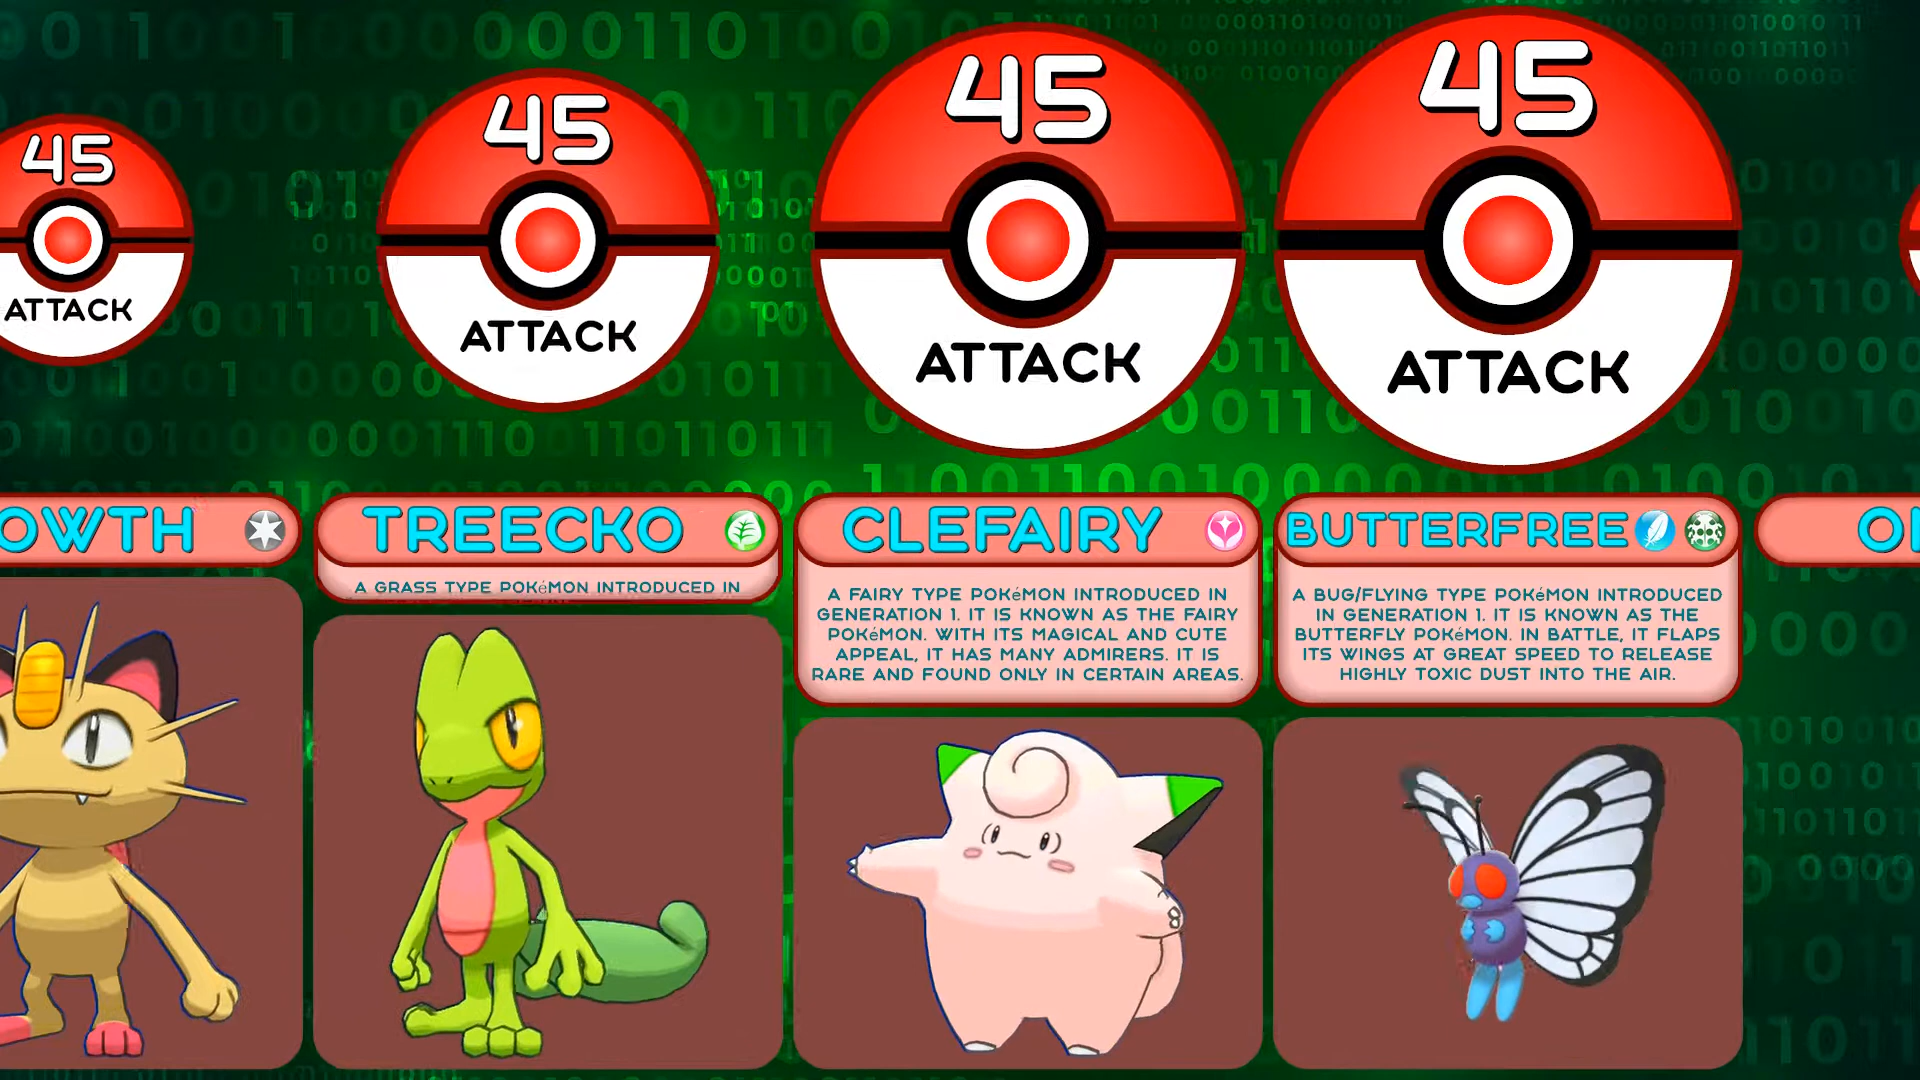 45
ATTACK
OWTH
45
ATTACK
TREECKO
A GRASS TYPE POKéMON INTRODUCED IN
45
ATTACK
CLEFAIRY
A FAIRY TYPE POKéMON INTRODUCED IN
GENERATION 1. IT IS KNOWN AS THE FAIRY
POKéMON. WITH ITS MAGICAL AND CUTE
APPEAL, IT HAS MANY ADMIRERS. IT IS
RARE AND FOUND ONLY IN CERTAIN AREAS.
45
ATTACK
BUTTERFREE
A BUG/FLYING TYPE POKéMON INTRODUCED
IN GENERATION 1. IT IS KNOWN AS THE
BUTTERFLY POKéMON. IN BATTLE, IT FLAPS
ITS WINGS AT GREAT SPEED TO RELEASE
HIGHLY TOXIC DUST INTO THE AIR.